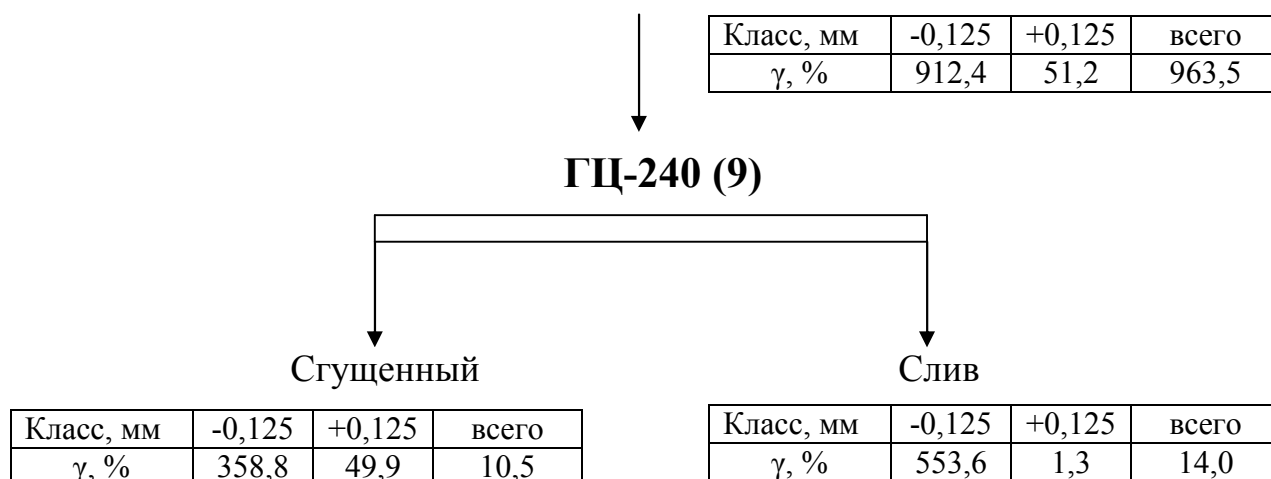 Класс, мм -0,125 +0,125 всего
γ, % 912,4 51,2 963,5
ГЦ-240 (9)
Сгущенный
Слив
Класс, мм -0,125 +0,125 всего
γ, % 358,8 49,9 10,5
Класс, мм -0,125 +0,125 всего
γ, % 553,6 1,3 14,0